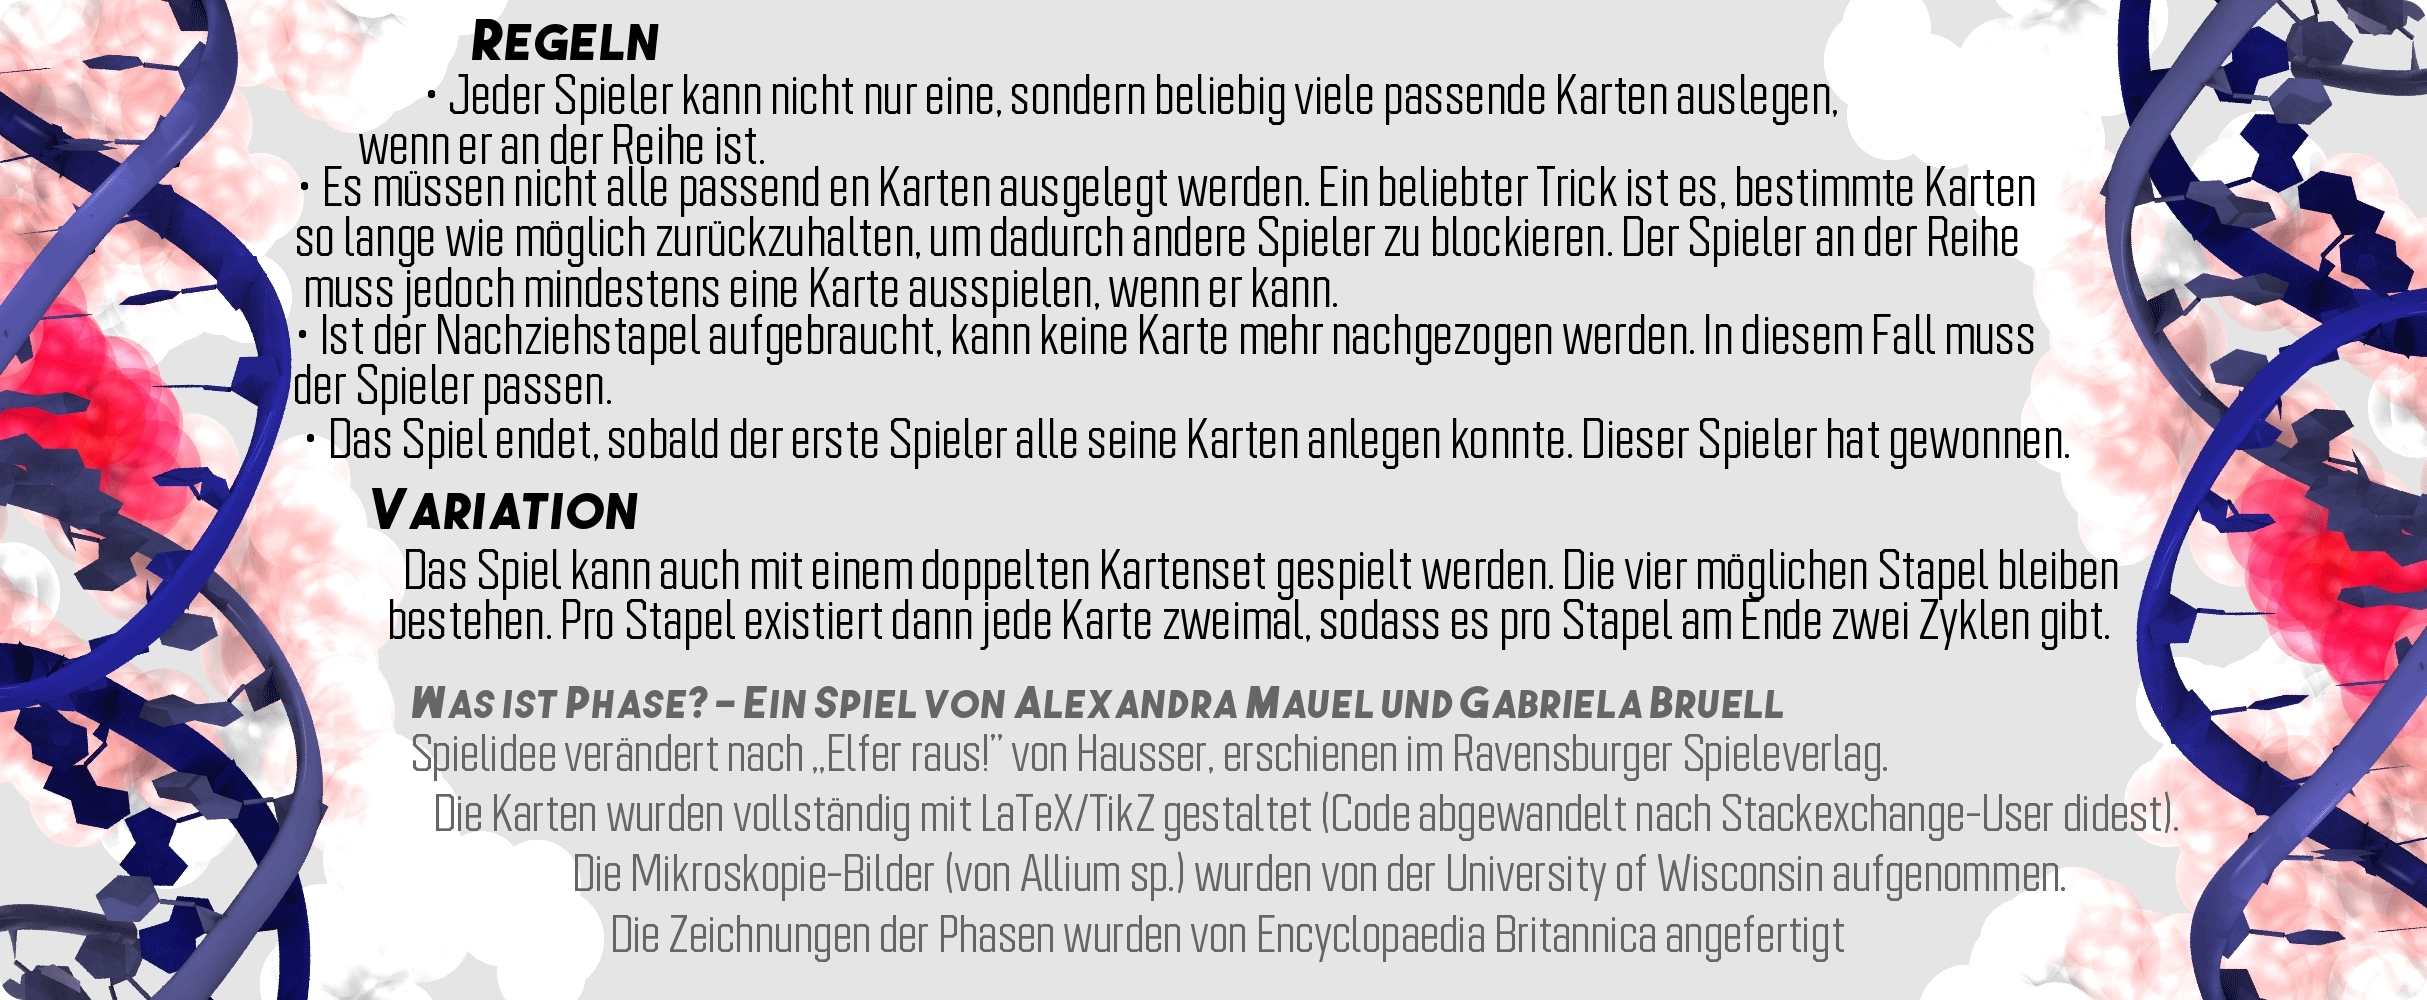 REGELN
• Jeder Spieler kann nicht nur eine, sondern beliebig viele passende Karten auslegen,
wenn er an der Reihe ist.
• Es müssen nicht alle passend en Karten ausgelegt werden. Ein beliebter Trick ist es, bestimmte Karten
so lange wie möglich zurückzuhalten, um dadurch andere Spieler zu blockieren. Der Spieler an der Reihe
muss jedoch mindestens eine Karte ausspielen, wenn er kann.
• Ist der Nachziehstapel aufgebraucht, kann keine Karte mehr nachgezogen werden. In diesem Fall muss
der Spieler passen.
• Das Spiel endet, sobald der erste Spieler alle seine Karten anlegen konnte. Dieser Spieler hat gewonnen.
VARIATION
Das Spiel kann auch mit einem doppelten Kartenset gespielt werden. Die vier möglichen Stapel bleiben
bestehen. Pro Stapel existiert dann jede Karte zweimal, sodass es pro Stapel am Ende zwei Zyklen gibt.
WAS IST PHASE? – EIN SPIEL VON ALEXANDRA MAUEL UND GABRIELA BRUELL
Spielidee verändert nach „Elfer raus!” von Hausser, erschienen im Ravensburger Spieleverlag.
Die Karten wurden vollständig mit LaTeX/TikZ gestaltet (Code abgewandelt nach Stackexchange-User didest).
Die Mikroskopie-Bilder (von Allium sp.) wurden von der University of Wisconsin aufgenommen.
Die Zeichnungen der Phasen wurden von Encyclopaedia Britannica angefertigt